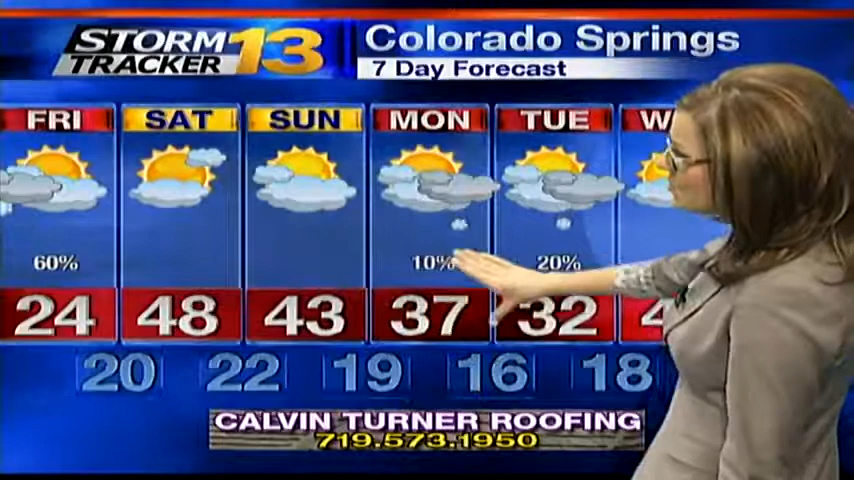 STORM
TRACKER 13
Colorado Springs
7 Day Forecast
FRI SAT SUN MON TUE
60% 10% 20%
24 48 43 37 32 4
20 22 19 16 18
CALVIN TURNER ROOFING
719.573.1950